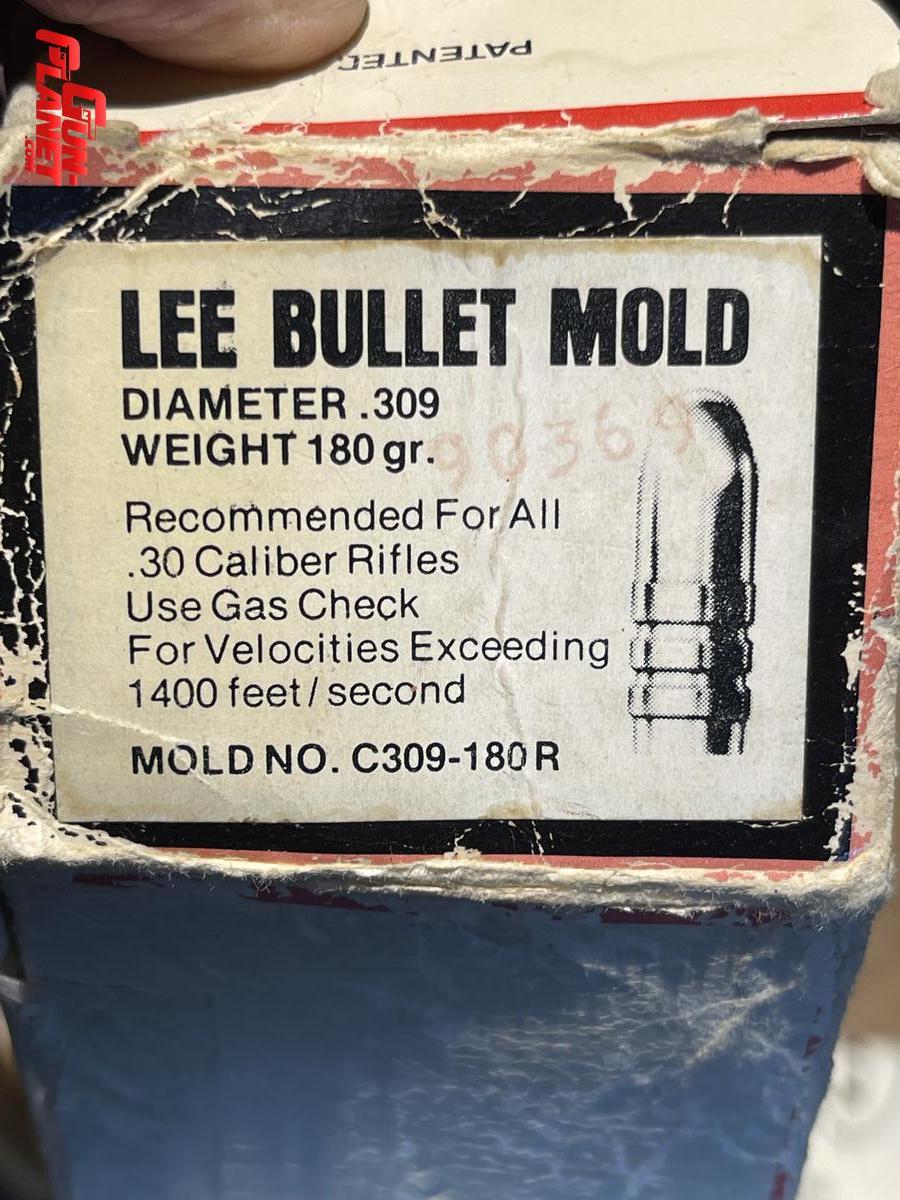 PATENTED
GUN-
PLANET
.COM
LEE BULLET MOLD
DIAMETER .309
WEIGHT 180 gr.
90369
Recommended For All
.30 Caliber Rifles
Use Gas Check
For Velocities Exceeding
1400 feet/second
MOLD NO. C309-180R